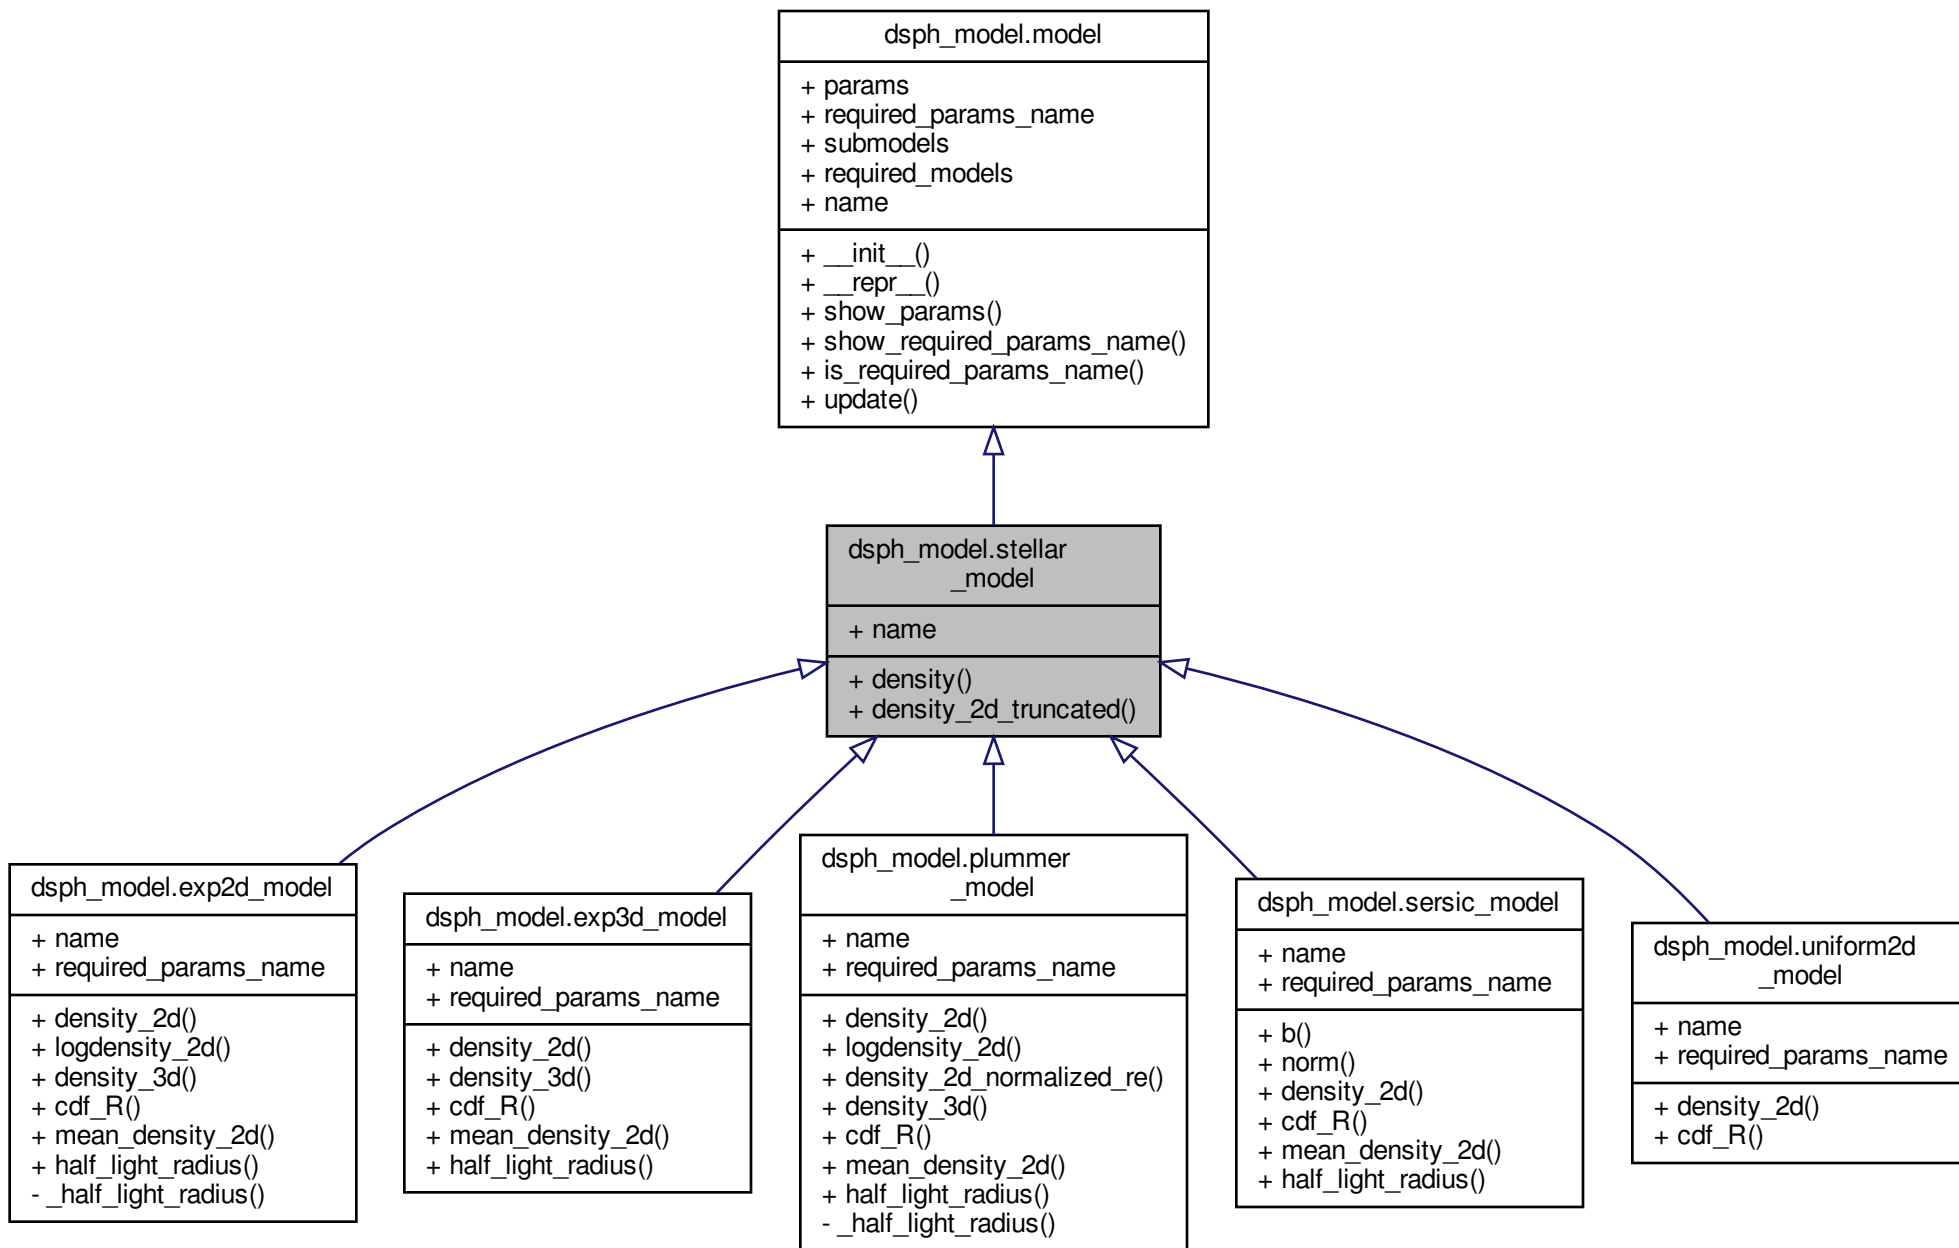 dsph_model.model
+ params
+ required_params_name
+ submodels
+ required_models
+ name
+ __init__()
+ __repr__()
+ show_params()
+ show_required_params_name()
+ is_required_params_name()
+ update()
dsph_model.stellar
_model
+ name
+ density()
+ density_2d_truncated()
dsph_model.exp2d_model
+ name
+ required_params_name
+ density_2d()
+ logdensity_2d()
+ density_3d()
+ cdf_R()
+ mean_density_2d()
+ half_light_radius()
- _half_light_radius()
dsph_model.exp3d_model
+ name
+ required_params_name
+ density_2d()
+ density_3d()
+ cdf_R()
+ mean_density_2d()
+ half_light_radius()
dsph_model.plummer
_model
+ name
+ required_params_name
+ density_2d()
+ logdensity_2d()
+ density_2d_normalized_re()
+ density_3d()
+ cdf_R()
+ mean_density_2d()
+ half_light_radius()
- _half_light_radius()
dsph_model.sersic_model
+ name
+ required_params_name
+ b()
+ norm()
+ density_2d()
+ cdf_R()
+ mean_density_2d()
+ half_light_radius()
dsph_model.uniform2d
_model
+ name
+ required_params_name
+ density_2d()
+ cdf_R()